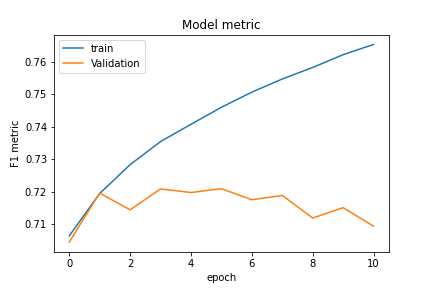 Model metric
train
Validation
0.76
0.75
0.74
0.73
0.72
0.71
F1 metric
0 2 4 6 8 10
epoch